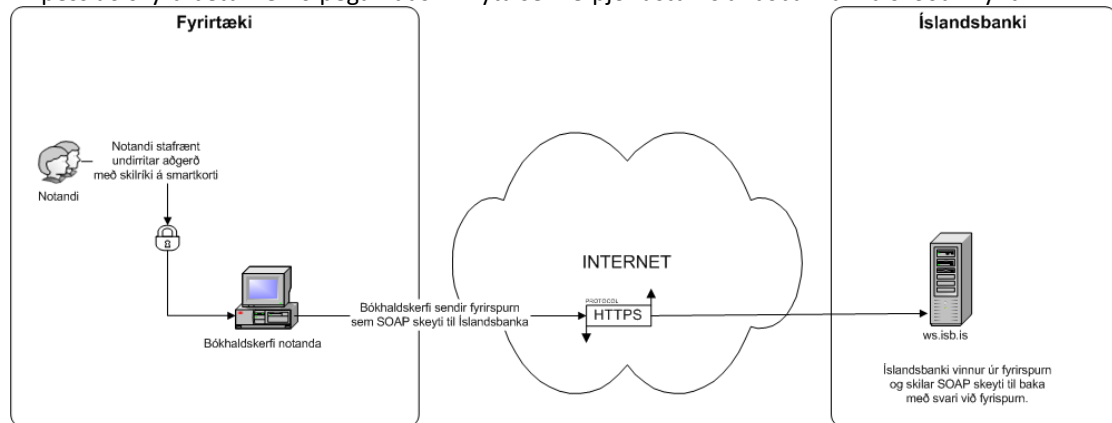 Fyrirtæki
Íslandsbanki
Notandi stafrænt
undirritar aðgerð
með skilríki á smartkorti
Notandi
INTERNET
PROTOCOL
HTTPS
Bókhaldskerfi sendir fyrirspurn
sem SOAP skeyti til Íslandsbanka
Bókhaldskerfi notanda
ws.isb.is
Íslandsbanki vinnur úr fyrirspurn
og skilar SOAP skeyti til baka
með svari við fyrispurn.